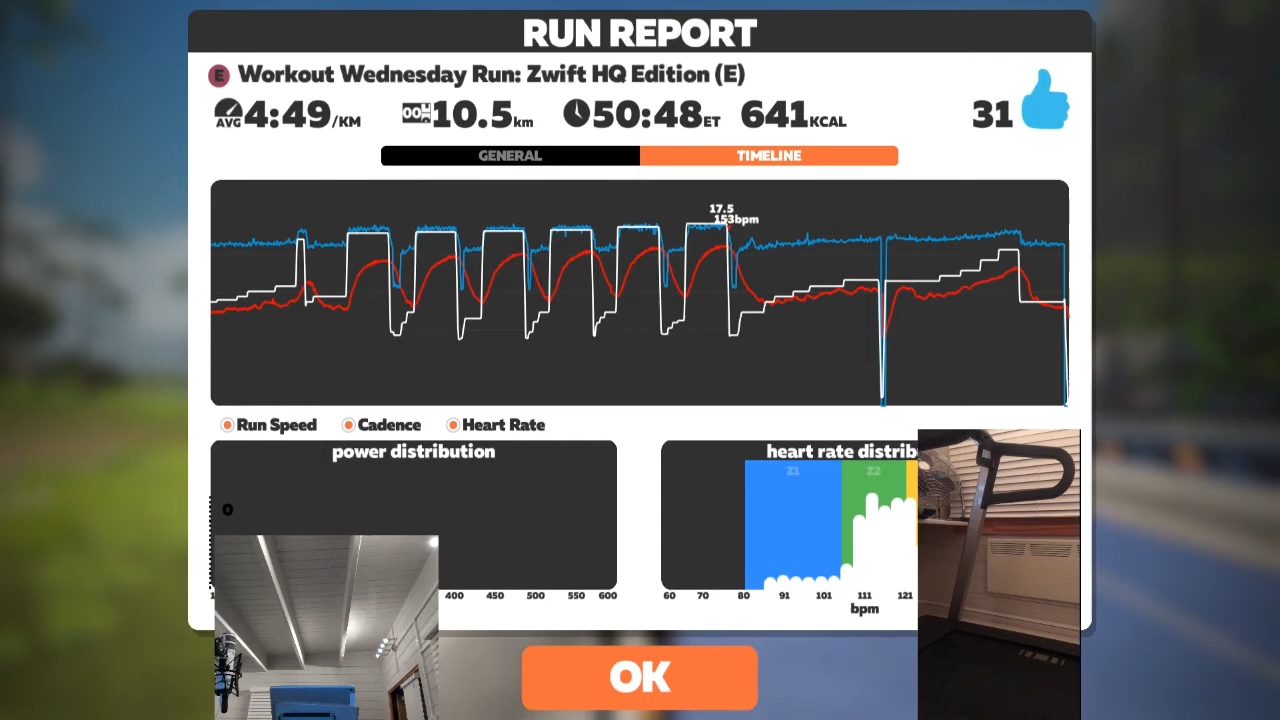 RUN REPORT
E Workout Wednesday Run: Zwift HQ Edition (E)
AVG 4:49/KM 10.5km 50:48ET 641KCAL 31
GENERAL TIMELINE
17.5
153bpm
Run Speed Cadence Heart Rate
power distribution heart rate distrib
Z1 Z2
0
400 450 500 550 600 60 70 80 91 101 111 121
bpm
OK